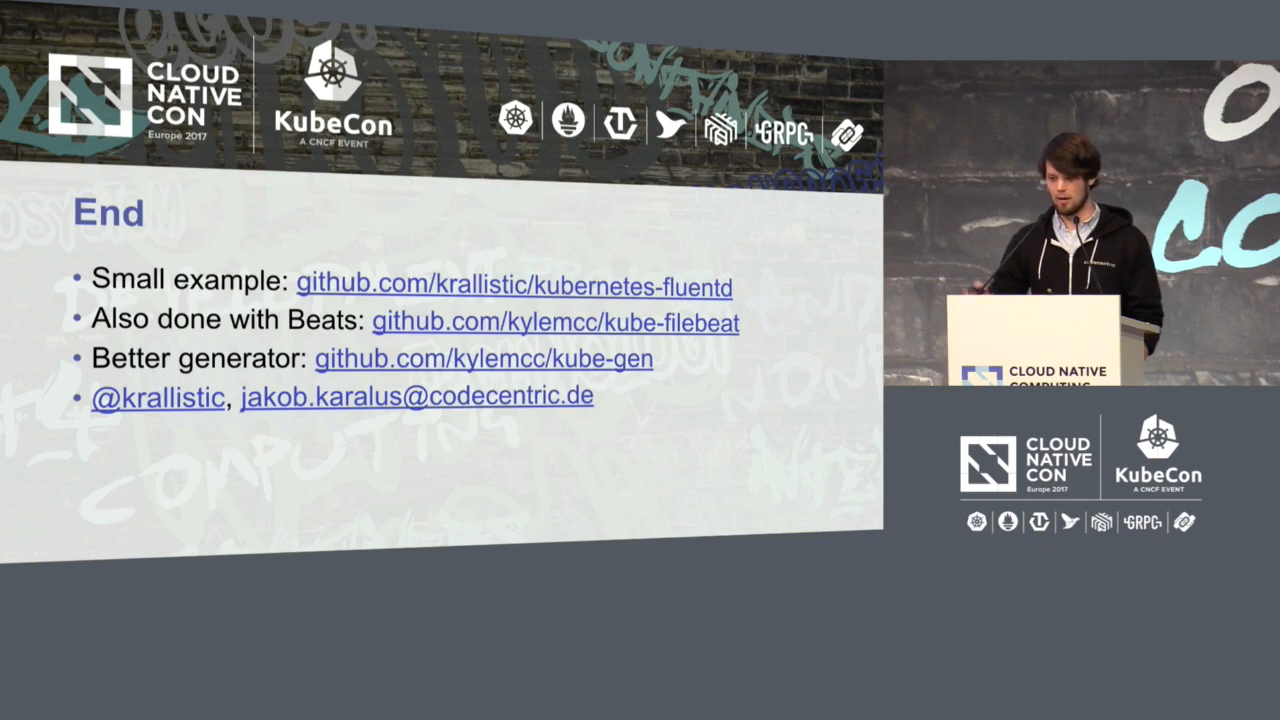 CLOUD
NATIVE
CON
Europe 2017
KubeCon
A CNCF EVENT
GRPC
End
• Small example: github.com/krallistic/kubernetes-fluentd
• Also done with Beats: github.com/kylemcc/kube-filebeat
• Better generator: github.com/kylemcc/kube-gen
• @krallistic, jakob.karalus@codecentric.de
codecentric
CLOUD NATIVE
COMPUTING
CLOUD
NATIVE
CON
Europe 2017
KubeCon
A CNCF EVENT
GRPC